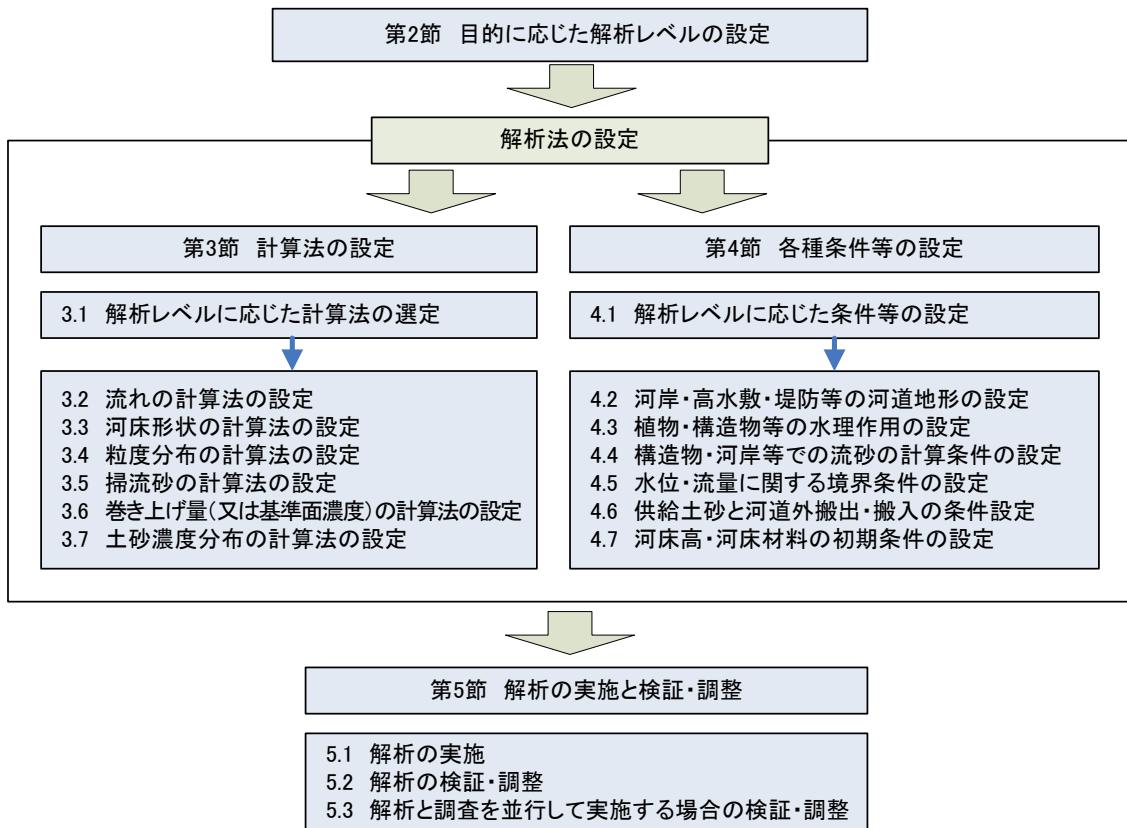 第2節 目的に応じた解析レベルの設定
解析法の設定
第3節 計算法の設定
3.1 解析レベルに応じた計算法の選定
3.2 流れの計算法の設定
3.3 河床形状の計算法の設定
3.4 粒度分布の計算法の設定
3.5 掃流砂の計算法の設定
3.6 巻き上げ量(又は基準面濃度)の計算法の設定
3.7 土砂濃度分布の計算法の設定
第4節 各種条件等の設定
4.1 解析レベルに応じた条件等の設定
4.2 河岸・高水敷・堤防等の河道地形の設定
4.3 植物・構造物等の水理作用の設定
4.4 構造物・河岸等での流砂の計算条件の設定
4.5 水位・流量に関する境界条件の設定
4.6 供給土砂と河道外搬出・搬入の条件設定
4.7 河床高・河床材料の初期条件の設定
第5節 解析の実施と検証・調整
5.1 解析の実施
5.2 解析の検証・調整
5.3 解析と調査を並行して実施する場合の検証・調整